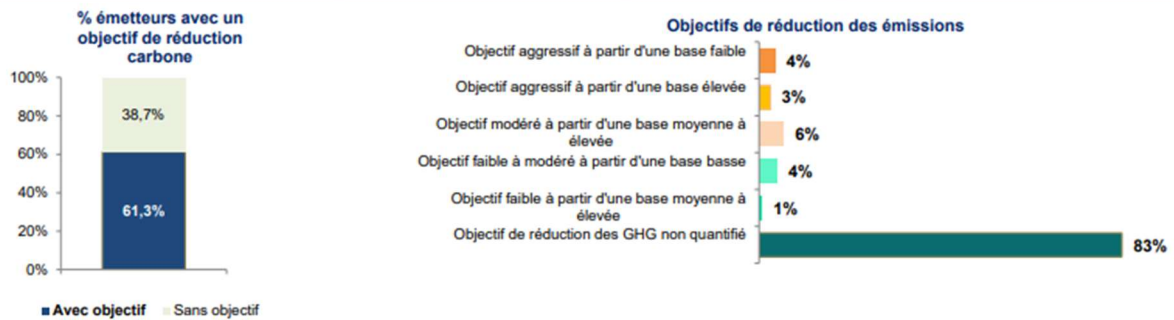 % émetteurs avec un
objectif de réduction
carbone
100%
80%
60%
40%
20%
0%
38,7%
61,3%
Avec objectif
Sans objectif
Objectifs de réduction des émissions
Objectif aggressif à partir d'une base faible
4%
Objectif aggressif à partir d'une base élevée
3%
Objectif modéré à partir d'une base moyenne à
élevée
6%
Objectif faible à modéré à partir d'une base basse
4%
Objectif faible à partir d'une base moyenne à
élevée
1%
Objectif de réduction des GHG non quantifié
83%